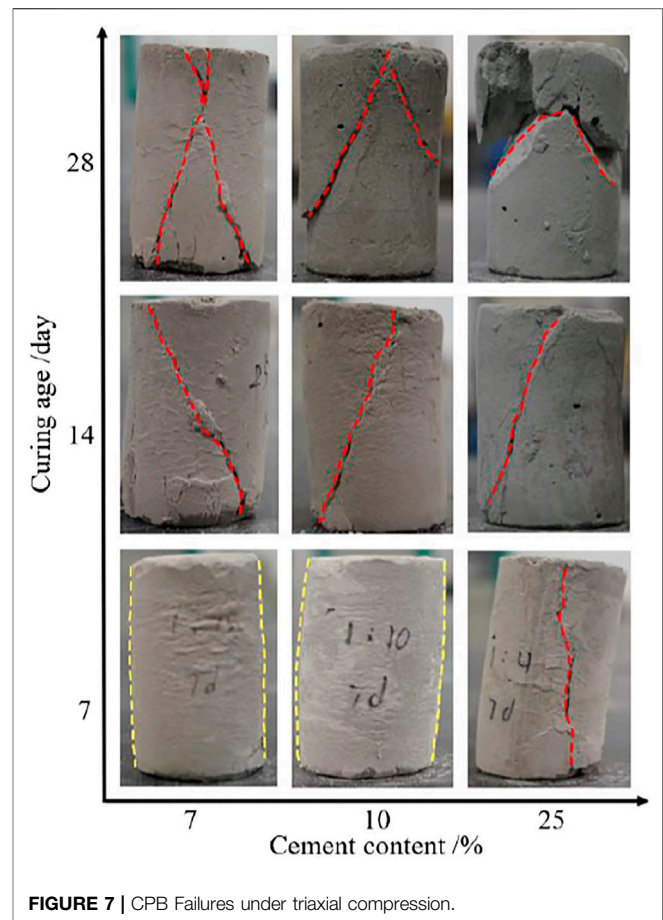 28
14
7
Curing age /day
1:10
7d
1:4
7d
7d
7
10
25
Cement content /%
FIGURE 7 | CPB Failures under triaxial compression.